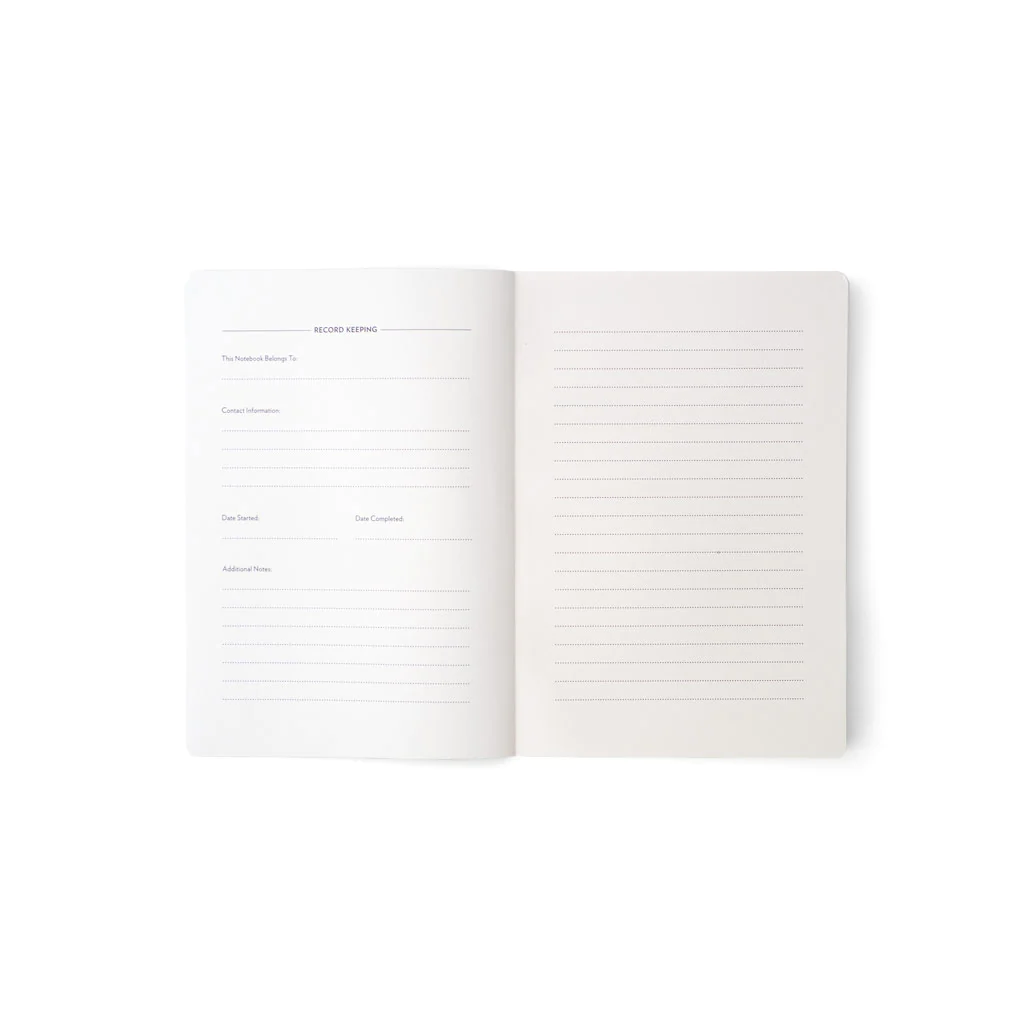 RECORD KEEPING
This Notebook Belongs To:
Contact Information:
Date Started: Date Completed:
Additional Notes: